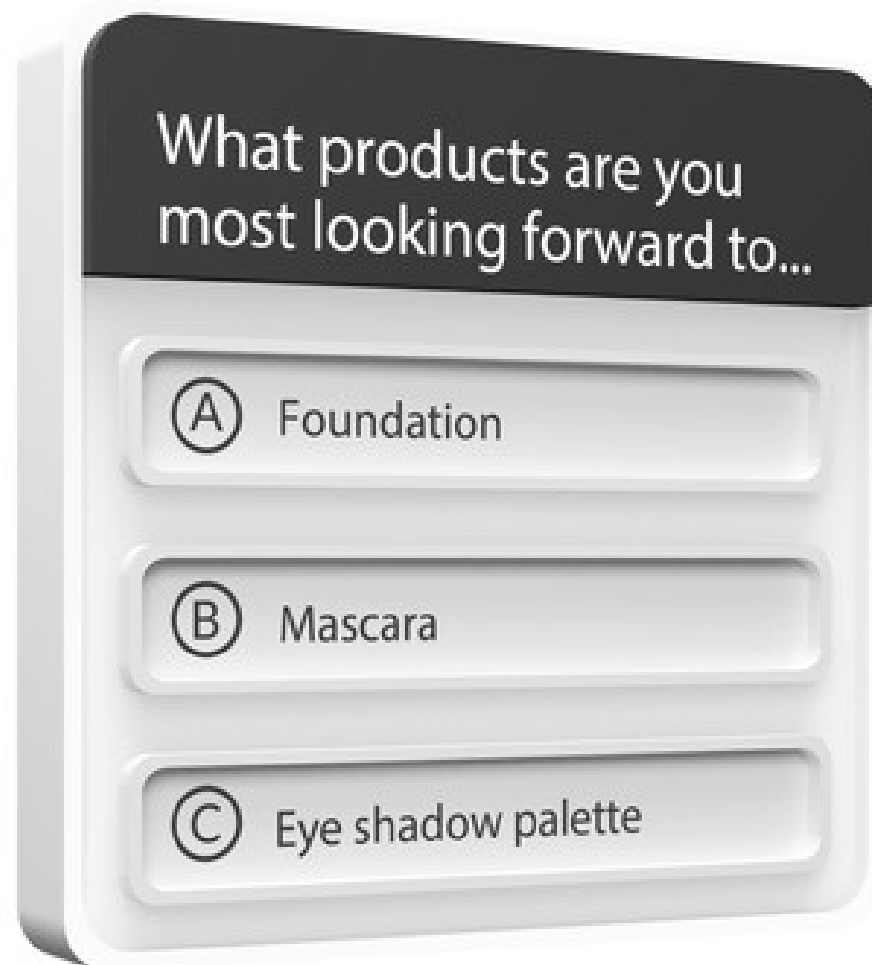 What products are you
most looking forward to...
A Foundation
B Mascara
C Eye shadow palette